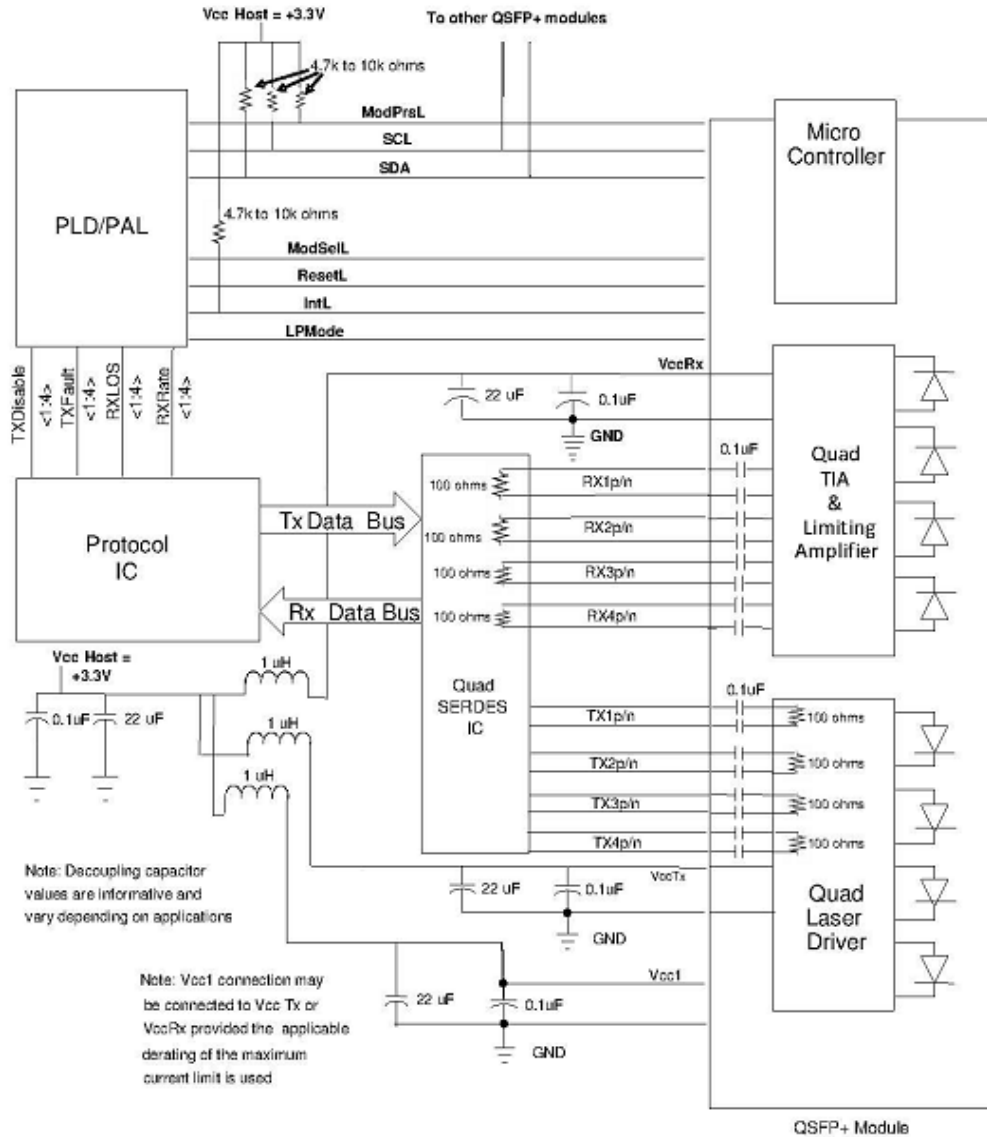 Vcc Host = +3.3V
To other QSFP+ modules
4.7k to 10k ohms
ModPrsL
SCL
SDA
Micro
Controller
PLD/PAL
4.7k to 10k ohms
ModSelL
ResetL
IntL
LPMode
TXDisable
<1:4>
TXFault
<1:4>
RXLOS
<1:4>
RXRate
<1:4>
VccRx
22 uF
0.1uF
GND
0.1uF
Quad
TIA
&
Limiting
Amplifier
100 ohms
RX1p/n
100 ohms
RX2p/n
100 ohms
RX3p/n
100 ohms
RX4p/n
Tx Data Bus
Protocol
IC
Rx Data Bus
Vcc Host =
+3.3V
0.1uF
22 uF
1 uH
1 uH
1 uH
Quad
SERDES
IC
0.1uF
TX1p/n
100 ohms
TX2p/n
100 ohms
TX3p/n
100 ohms
TX4p/n
100 ohms
VccTx
22 uF
0.1uF
GND
Quad
Laser
Driver
Note: Decoupling capacitor
values are informative and
vary depending on applications
Note: Vcc1 connection may
be connected to Vcc Tx or
VccRx provided the applicable
derating of the maximum
current limit is used
Vcc1
22 uF
0.1uF
GND
QSFP+ Module